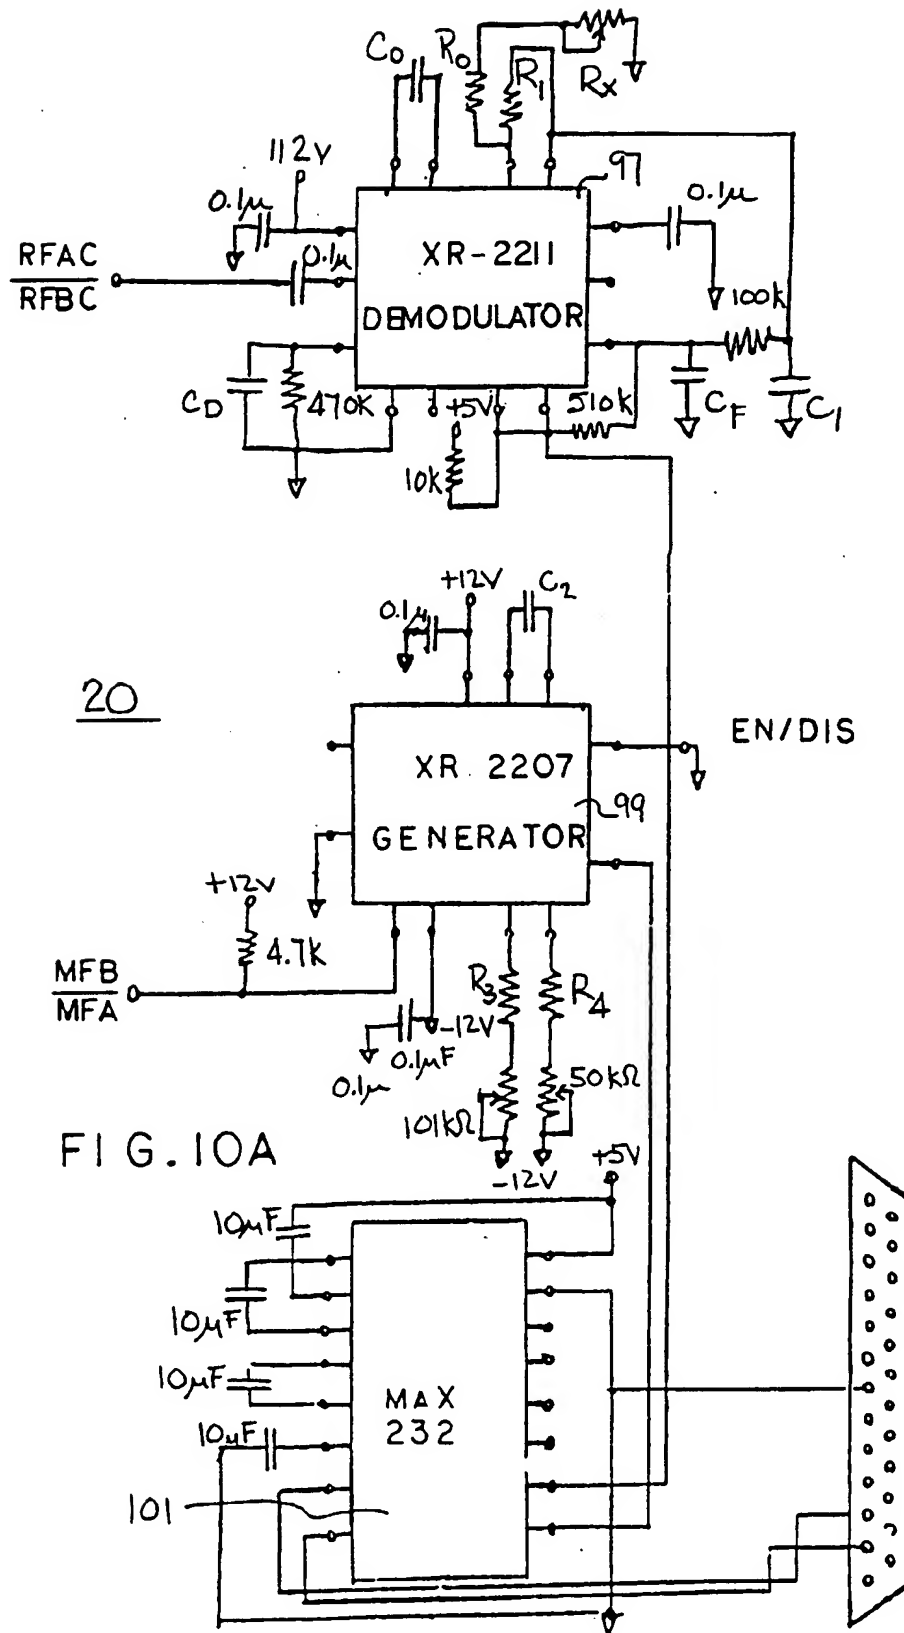 C0
R0
R1
Rx
112V
97
0.1μ
0.1μ
RFAC
RFBC
0.1μ
XR-2211
DEMODULATOR
100k
CD
470K
+5V
510k
CF
C1
10k
+12V
C2
0.1μ
20
EN/DIS
XR 2207
99
GENERATOR
+12V
4.7K
MFB
MFA
R3
R4
-12V
0.1μF
0.1μ
50kΩ
101kΩ
FIG.10A
-12V
+5V
10μF
10μF
10μF
MAX
232
10μF
101